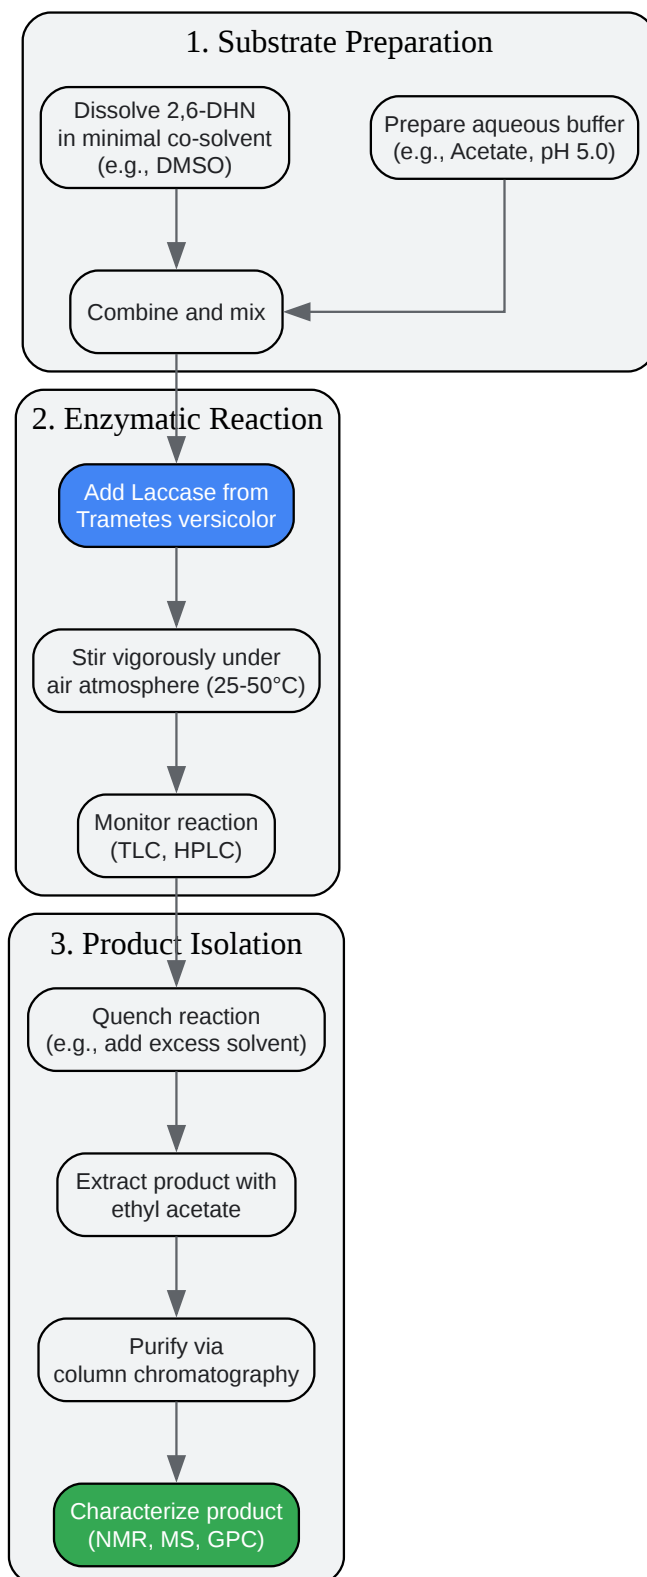 1. Substrate Preparation
Dissolve 2,6-DHN
in minimal co-solvent
(e.g., DMSO)
Prepare aqueous buffer
(e.g., Acetate, pH 5.0)
Combine and mix
2. Enzymatic Reaction
Add Laccase from
Trametes versicolor
Stir vigorously under
air atmosphere (25-50°C)
Monitor reaction
(TLC, HPLC)
3. Product Isolation
Quench reaction
(e.g., add excess solvent)
Extract product with
ethyl acetate
Purify via
column chromatography
Characterize product
(NMR, MS, GPC)